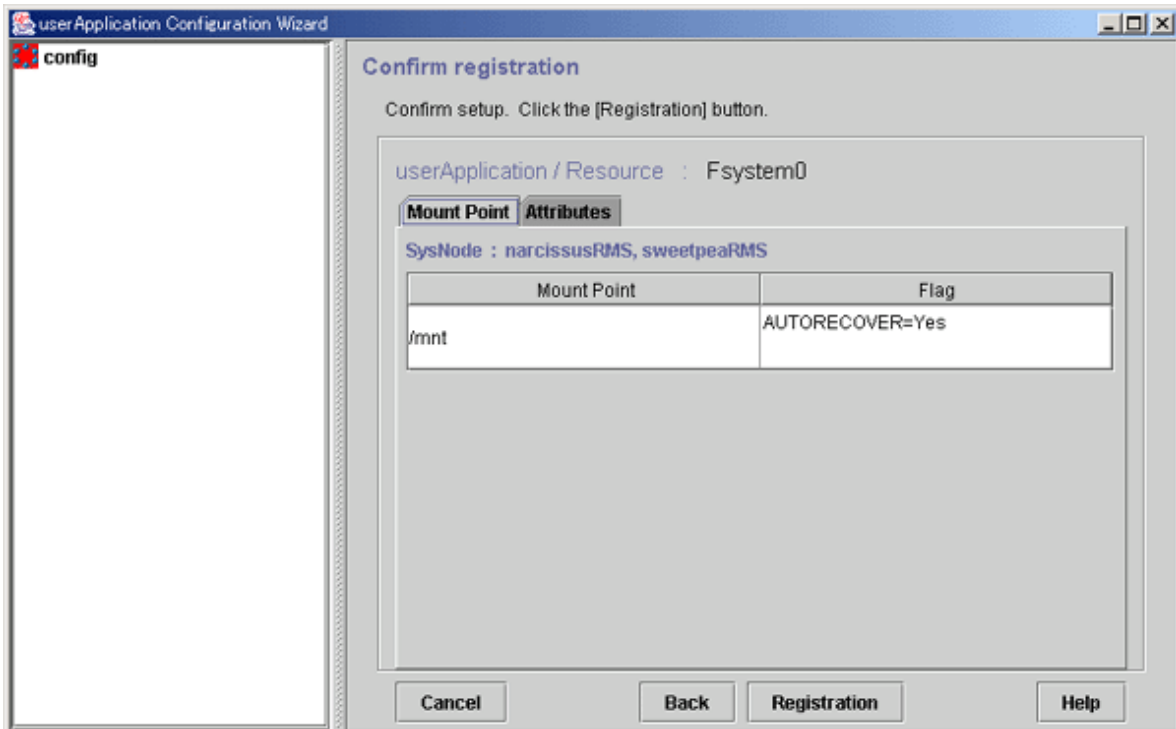 userApplication Configuration Wizard
config
Confirm registration
Confirm setup. Click the [Registration] button.
userApplication / Resource : Fsystem0
Mount Point Attributes
SysNode : narcissusRMS, sweetpeaRMS
Mount Point Flag
/mnt AUTORECOVER=Yes
Cancel Back Registration Help